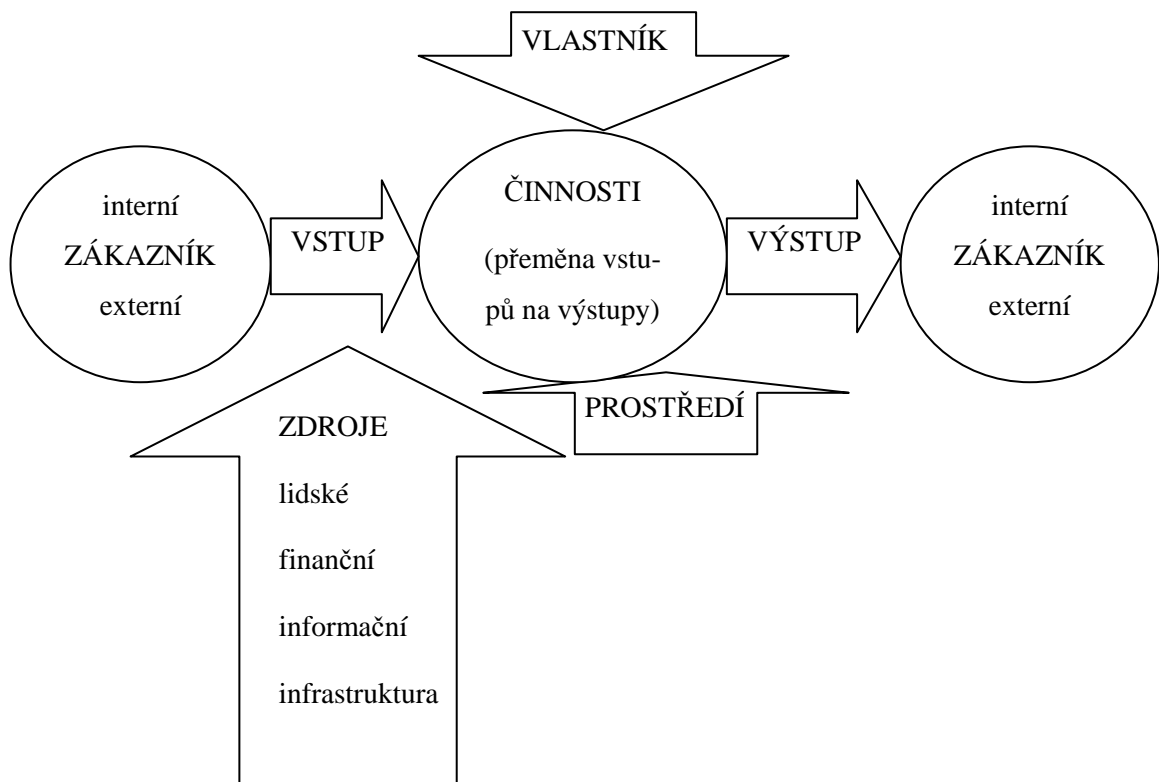 VLASTNÍK
interní
ZÁKAZNÍK
externí
VSTUP
ČINNOSTI
(přeměna vstu-
pů na výstupy)
VÝSTUP
interní
ZÁKAZNÍK
externí
PROSTŘEDÍ
ZDROJE
lidské
finanční
informační
infrastruktura